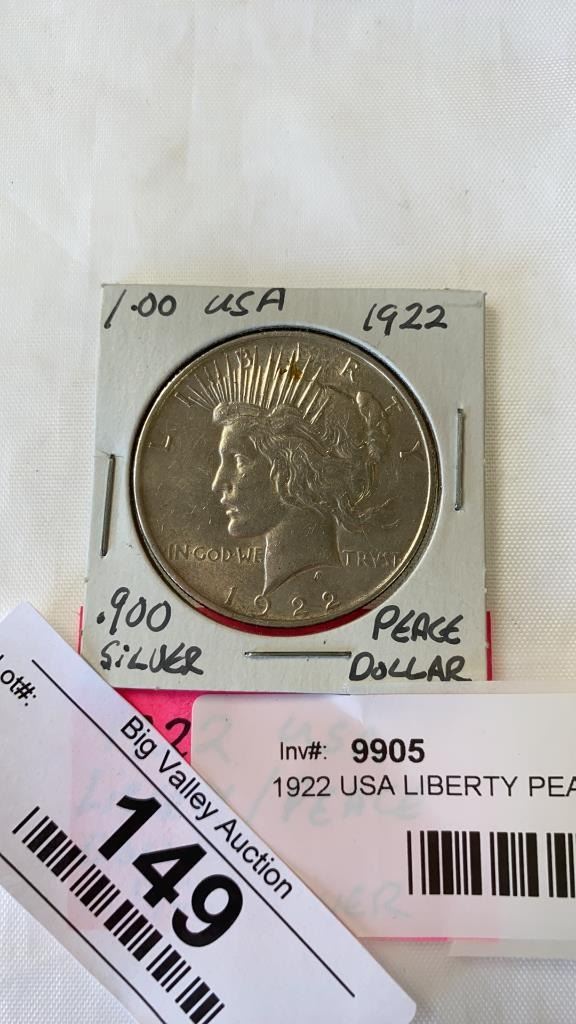 1.00 USA 1922
LIBERTY
IN GOD WE TRVST
1922
.900 PEACE
SILVER DOLLAR
Lot#:
Big Valley Auction
149
Inv#: 9905
1922 USA LIBERTY PEA